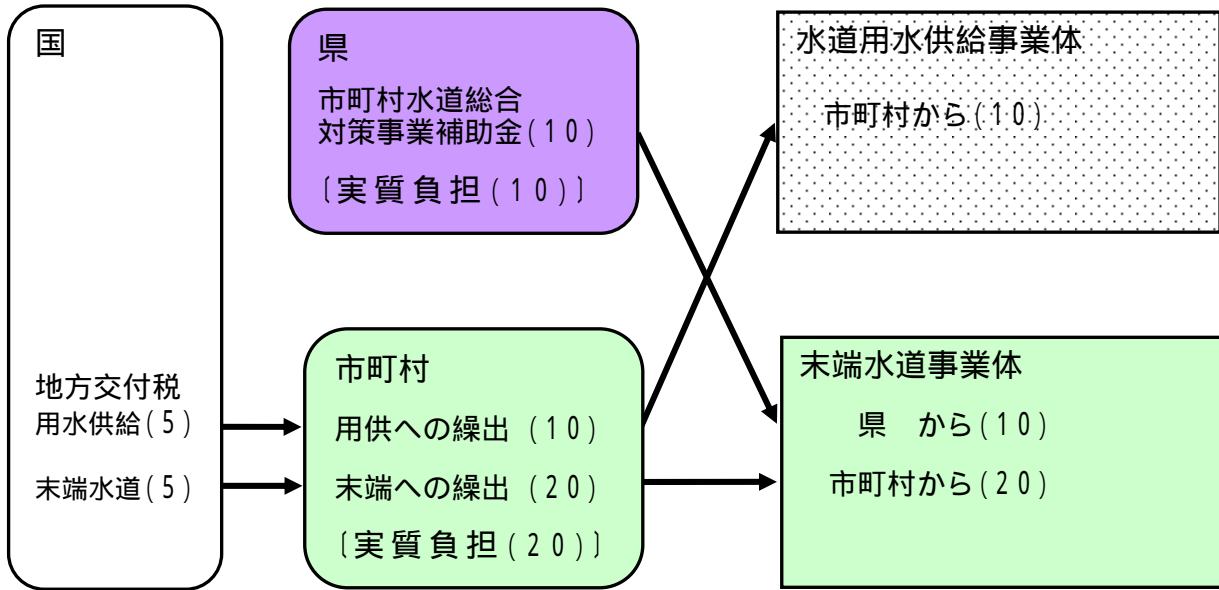 国
地方交付税
用水供給(5)
末端水道(5)
県
市町村水道総合
対策事業補助金(10)
〔実質負担(10)〕
市町村
用供への繰出 (10)
末端への繰出 (20)
〔実質負担(20)〕
水道用水供給事業体
市町村から(10)
末端水道事業体
県 から(10)
市町村から(20)